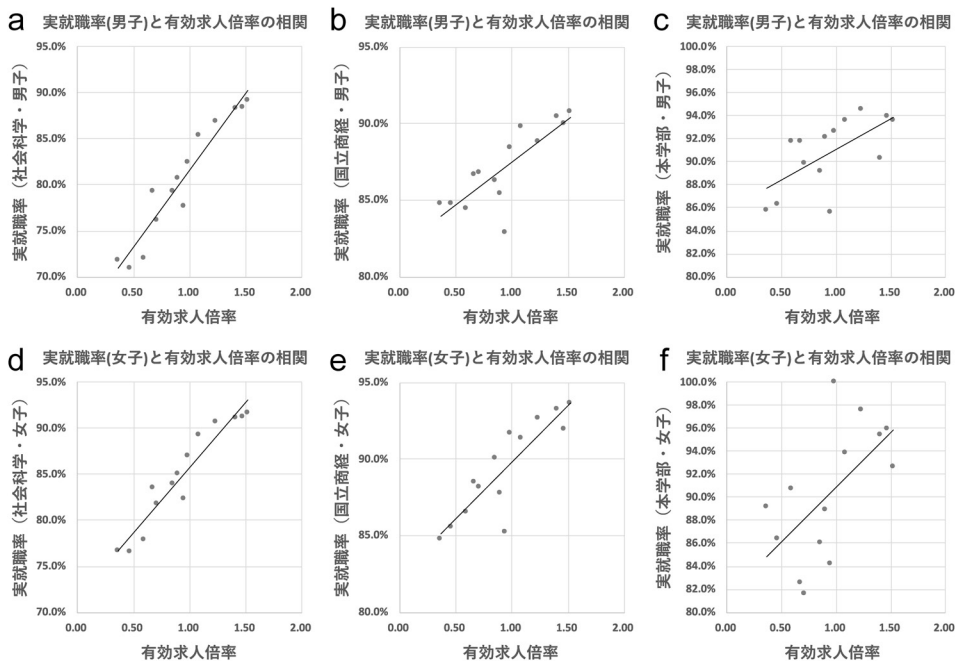 a 実就職率(男子)と有効求人倍率の相関
95.0%
90.0%
85.0%
80.0%
75.0%
70.0%
0.00 0.50 1.00 1.50 2.00
実就職率（社会科学・男子）
有効求人倍率
b 実就職率(男子)と有効求人倍率の相関
95.0%
90.0%
85.0%
80.0%
0.00 0.50 1.00 1.50 2.00
実就職率（国立商経・男子）
有効求人倍率
c 実就職率(男子)と有効求人倍率の相関
100.0%
98.0%
96.0%
94.0%
92.0%
90.0%
88.0%
86.0%
84.0%
82.0%
80.0%
0.00 0.50 1.00 1.50 2.00
実就職率（本学部・男子）
有効求人倍率
d 実就職率(女子)と有効求人倍率の相関
95.0%
90.0%
85.0%
80.0%
75.0%
70.0%
0.00 0.50 1.00 1.50 2.00
実就職率（社会科学・女子）
有効求人倍率
e 実就職率(女子)と有効求人倍率の相関
95.0%
90.0%
85.0%
80.0%
0.00 0.50 1.00 1.50 2.00
実就職率（国立商経・女子）
有効求人倍率
f 実就職率(女子)と有効求人倍率の相関
100.0%
98.0%
96.0%
94.0%
92.0%
90.0%
88.0%
86.0%
84.0%
82.0%
80.0%
0.00 0.50 1.00 1.50 2.00
実就職率（本学部・女子）
有効求人倍率